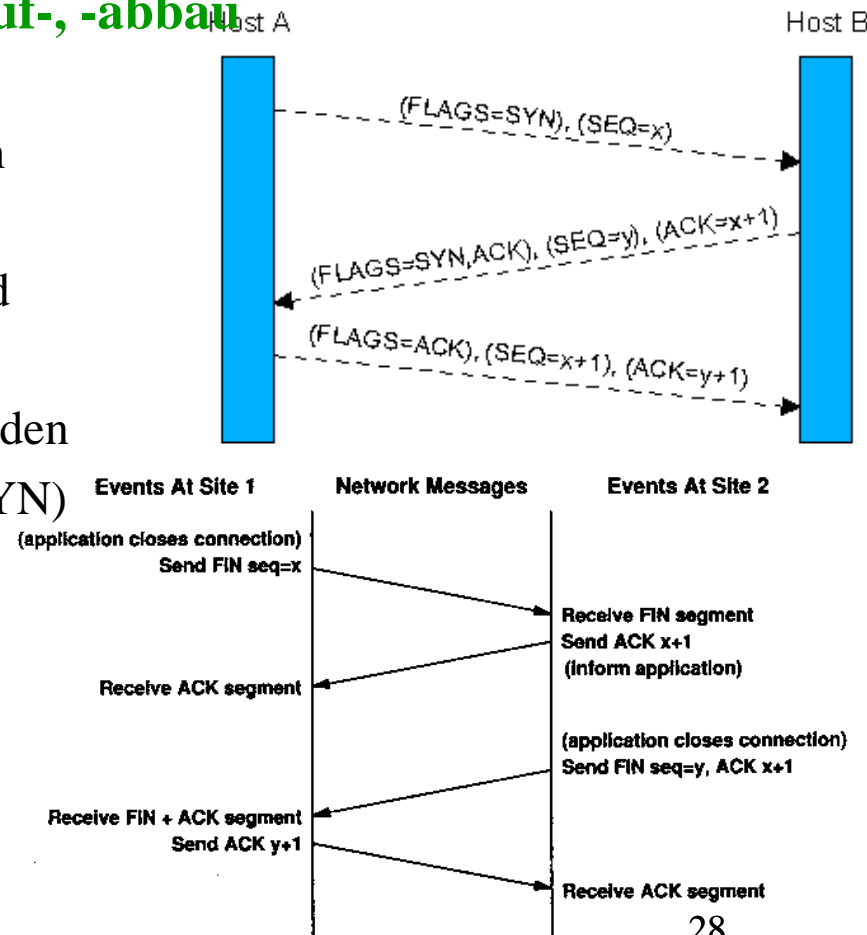 uf-, -abbau
Host A
Host B
(FLAGS=SYN), (SEQ=x)
n
(FLAGS=SYN,ACK), (SEQ=y), (ACK=x+1)
d
(FLAGS=ACK), (SEQ=x+1), (ACK=y+1)
den
YN)
Events At Site 1
Network Messages
Events At Site 2
(application closes connection)
Send FIN seq=x
Receive FIN segment
Send ACK x+1
(inform application)
Receive ACK segment
(application closes connection)
Send FIN seq=y, ACK x+1
Receive FIN + ACK segment
Send ACK y+1
Receive ACK segment
28